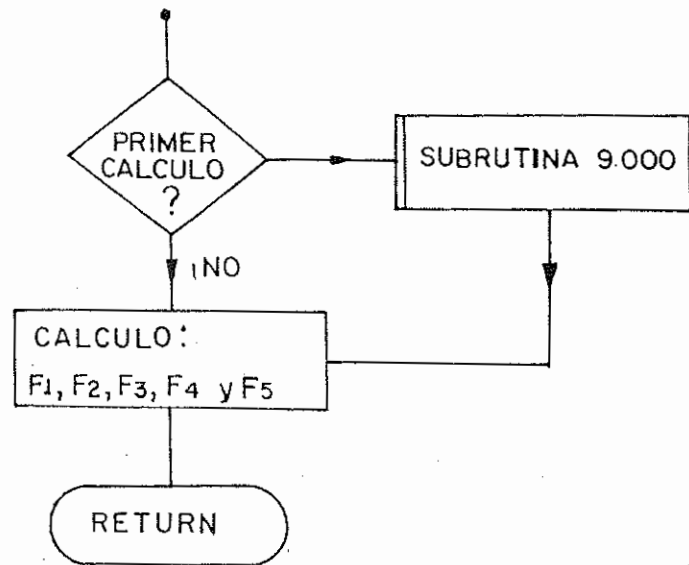 PRIMER
CALCULO
?
SUBRUTINA 9.000
NO
CALCULO:
F1, F2, F3, F4 y F5
RETURN